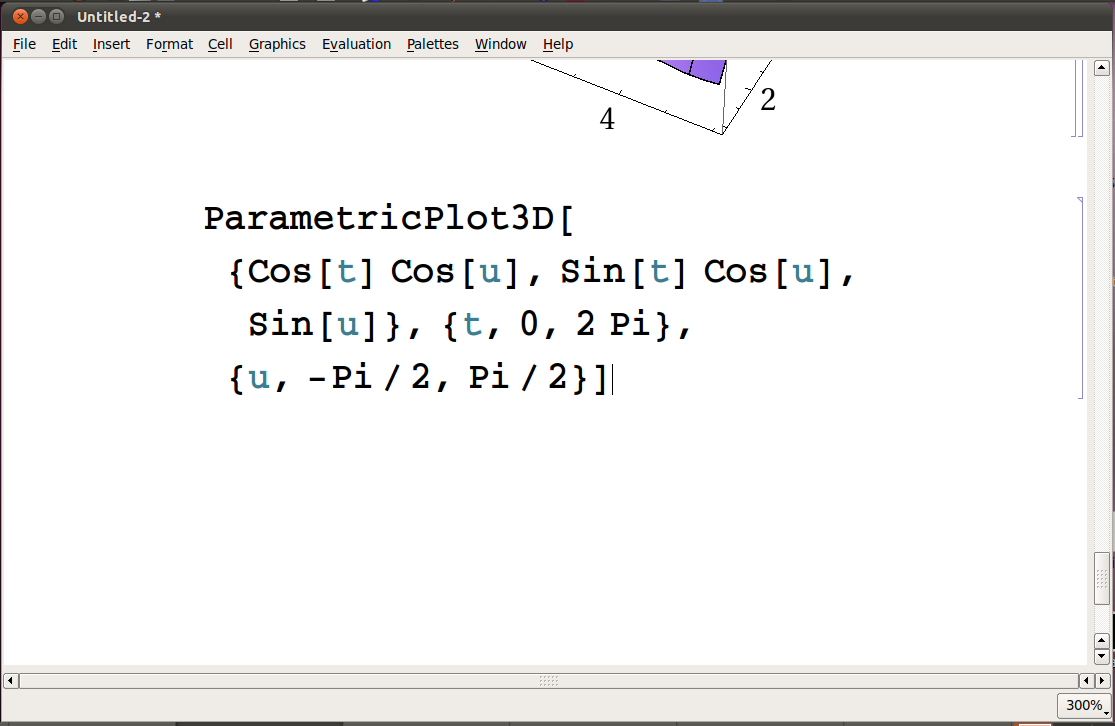 Untitled-2 *
File Edit Insert Format Cell Graphics Evaluation Palettes Window Help
4
2
ParametricPlot3D[
{Cos[t] Cos[u], Sin[t] Cos[u],
Sin[u]}, {t, 0, 2 Pi},
{u, -Pi / 2, Pi / 2}]
300%